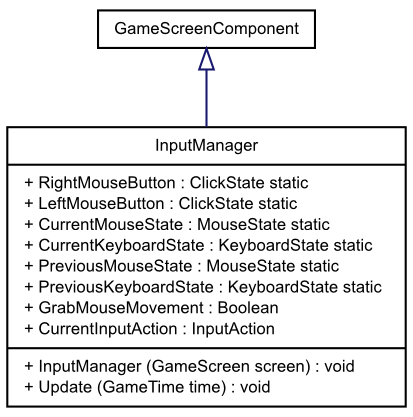 GameScreenComponent
InputManager
+ RightMouseButton : ClickState static
+ LeftMouseButton : ClickState static
+ CurrentMouseState : MouseState static
+ CurrentKeyboardState : KeyboardState static
+ PreviousMouseState : MouseState static
+ PreviousKeyboardState : KeyboardState static
+ GrabMouseMovement : Boolean
+ CurrentInputAction : InputAction
+ InputManager (GameScreen screen) : void
+ Update (GameTime time) : void